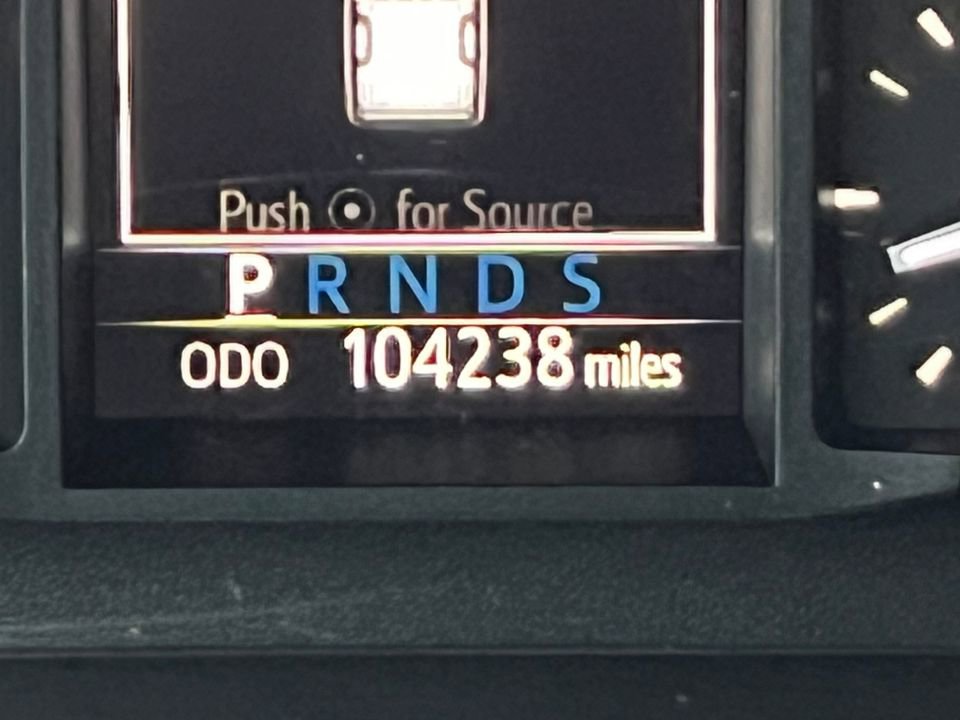 Push for Source
P R N D S
ODO 104238 miles